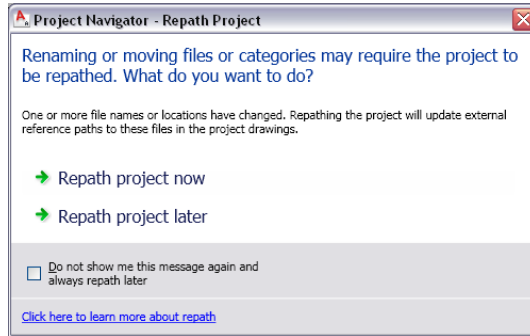 Project Navigator - Repath Project
Renaming or moving files or categories may require the project to
be repathed. What do you want to do?
One or more file names or locations have changed. Repathing the project will update external
reference paths to these files in the project drawings.
Repath project now
Repath project later
Do not show me this message again and
always repath later
Click here to learn more about repath